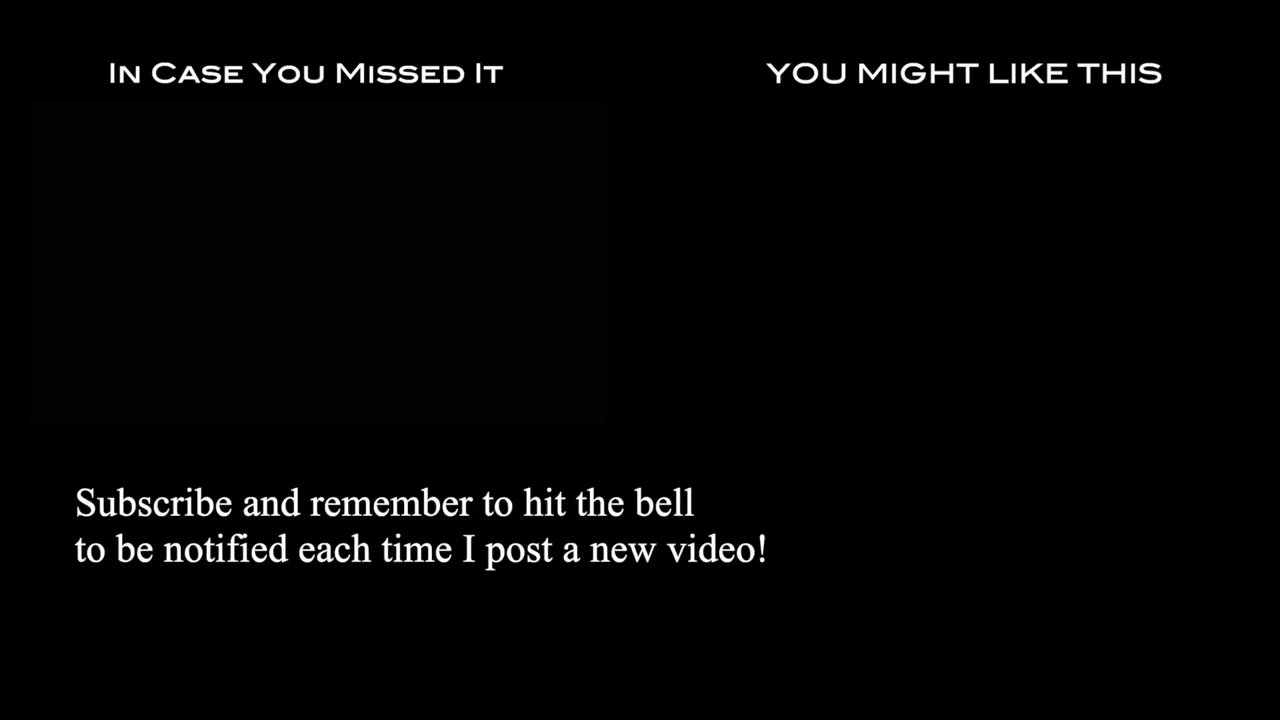 In Case You Missed It
YOU MIGHT LIKE THIS
Subscribe and remember to hit the bell
to be notified each time I post a new video!